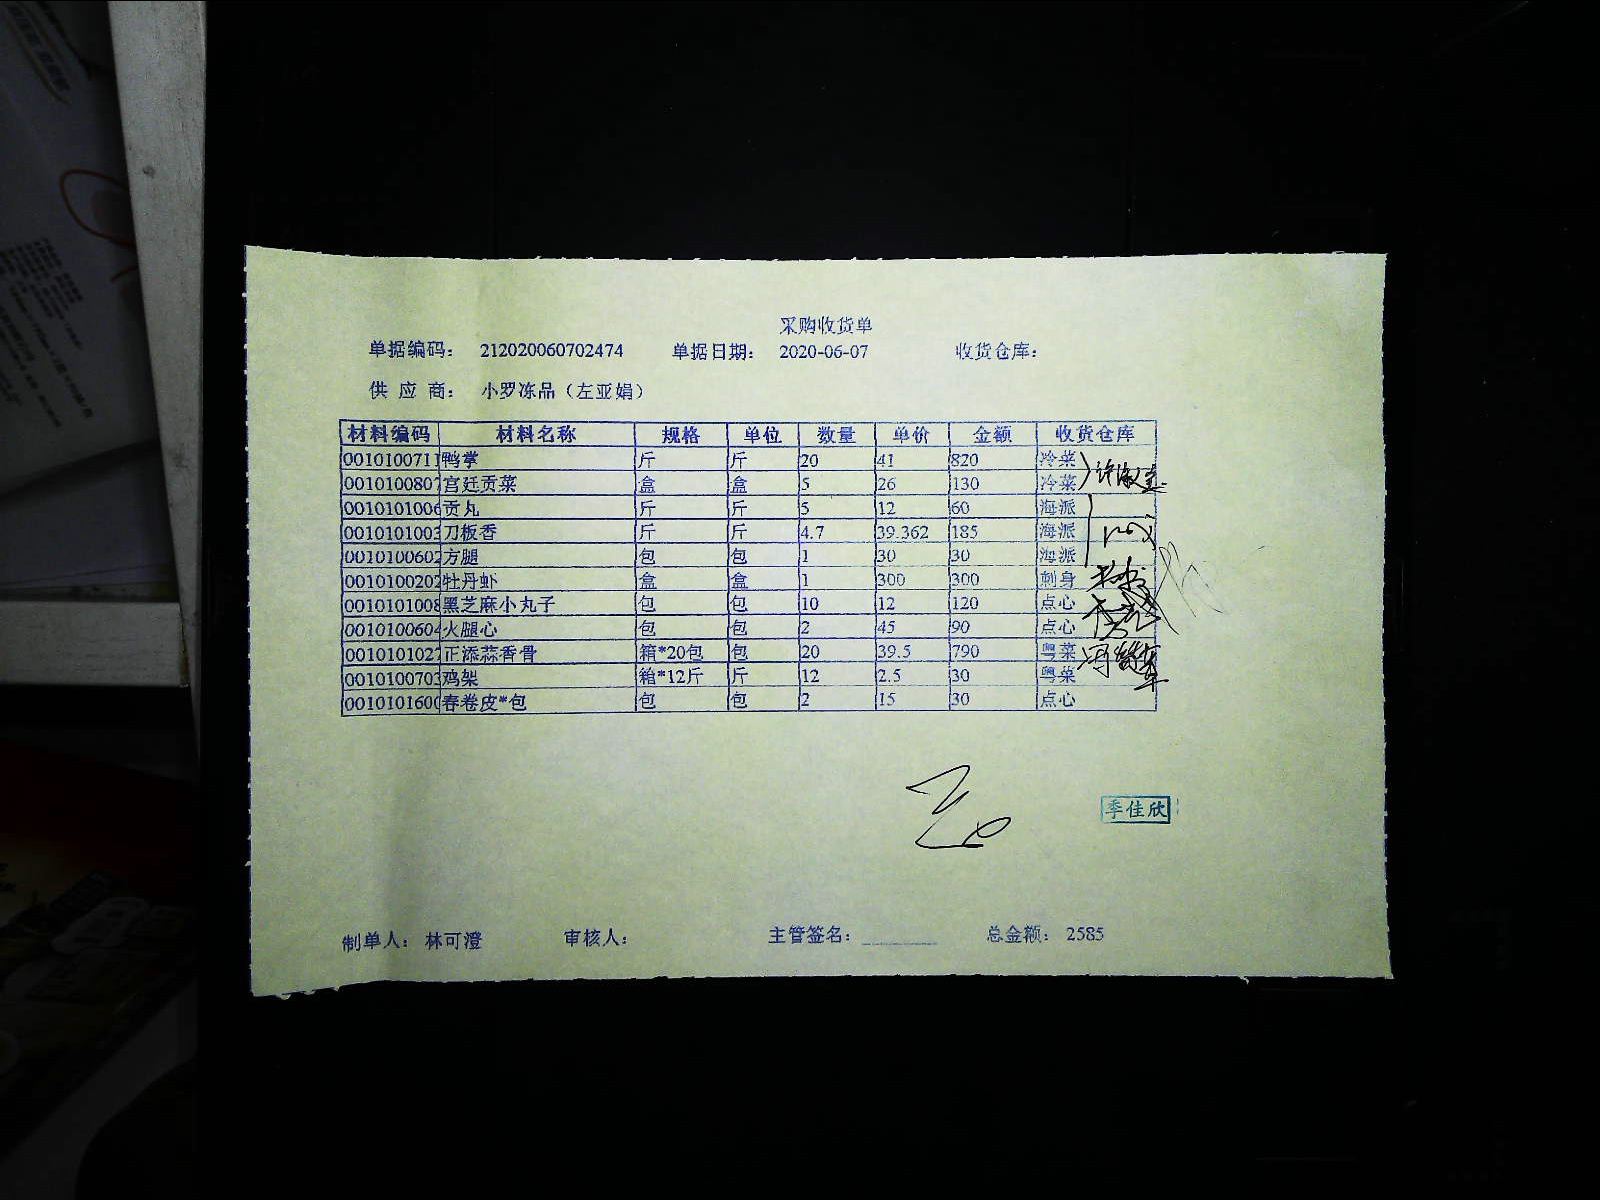 采购收货单
单据编码： 212020060702474 单据日期： 2020-06-07 收货仓库：
供 应 商： 小罗冻品（左亚娟）
材料编码 材料名称 规格 单位 数量 单价 金额 收货仓库
0010100711 鸭掌 斤 斤 20 41 820 冷菜
0010100807 宫廷贡菜 盒 盒 5 26 130 冷菜
0010101006 贡丸 斤 斤 5 12 60 海派
0010101003 刀板香 斤 斤 4.7 39.362 185 海派
0010100602 方腿 包 包 1 30 30 海派
0010100202 牡丹虾 盒 盒 1 300 300 刺身
0010101008 黑芝麻小丸子 包 包 10 12 120 点心
0010100604 火腿心 包 包 2 45 90 点心
0010101027 正添蒜香骨 箱*20包 包 20 39.5 790 粤菜
0010100703 鸡架 箱*12斤 斤 12 2.5 30 粤菜
0010101600 春卷皮*包 包 包 2 15 30 点心
季佳欣
制单人： 林可澄 审核人： 主管签名： 总金额： 2585